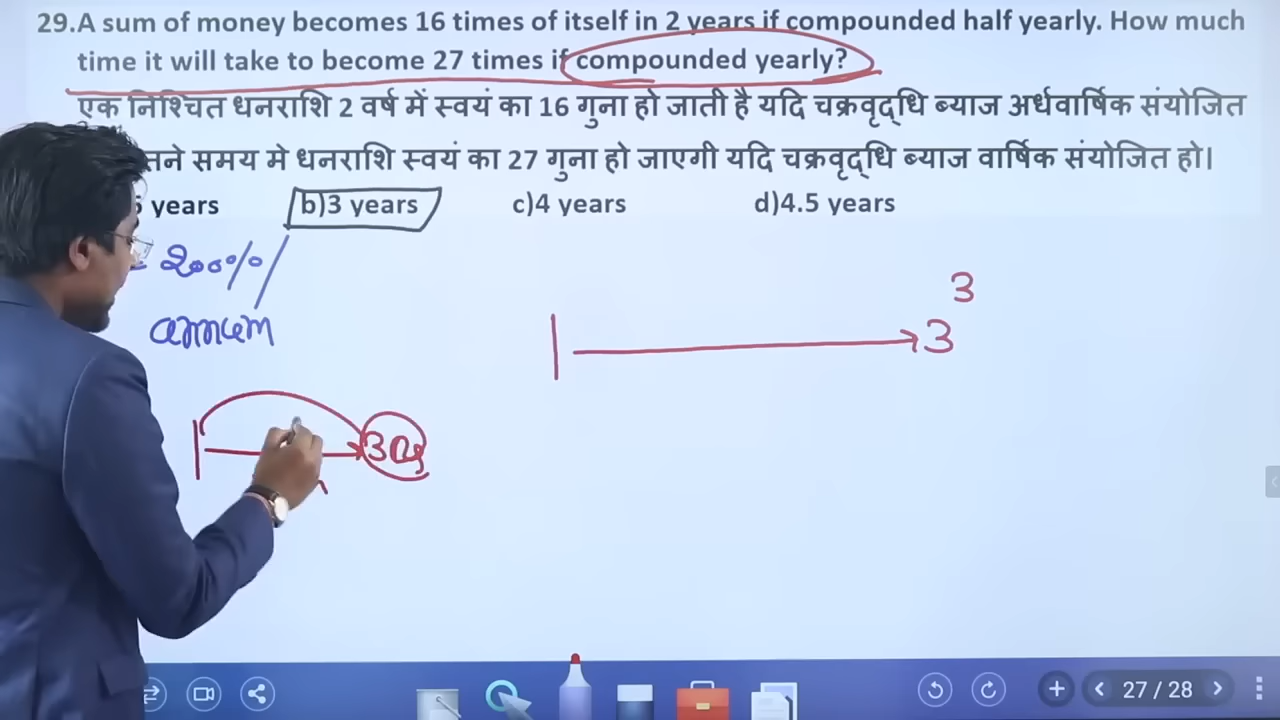 29.A sum of money becomes 16 times of itself in 2 years if compounded half yearly. How much
time it will take to become 27 times if compounded yearly?
एक निश्चित धनराशि 2 वर्ष में स्वयं का 16 गुना हो जाती है यदि चक्रवृद्धि ब्याज अर्धवार्षिक संयोजित
समय मे धनराशि स्वयं का 27 गुना हो जाएगी यदि चक्रवृद्धि ब्याज वार्षिक संयोजित हो।
years b)3 years c)4 years d)4.5 years
= 200%/
annum
3
1 → 3
1 → 3
27 / 28